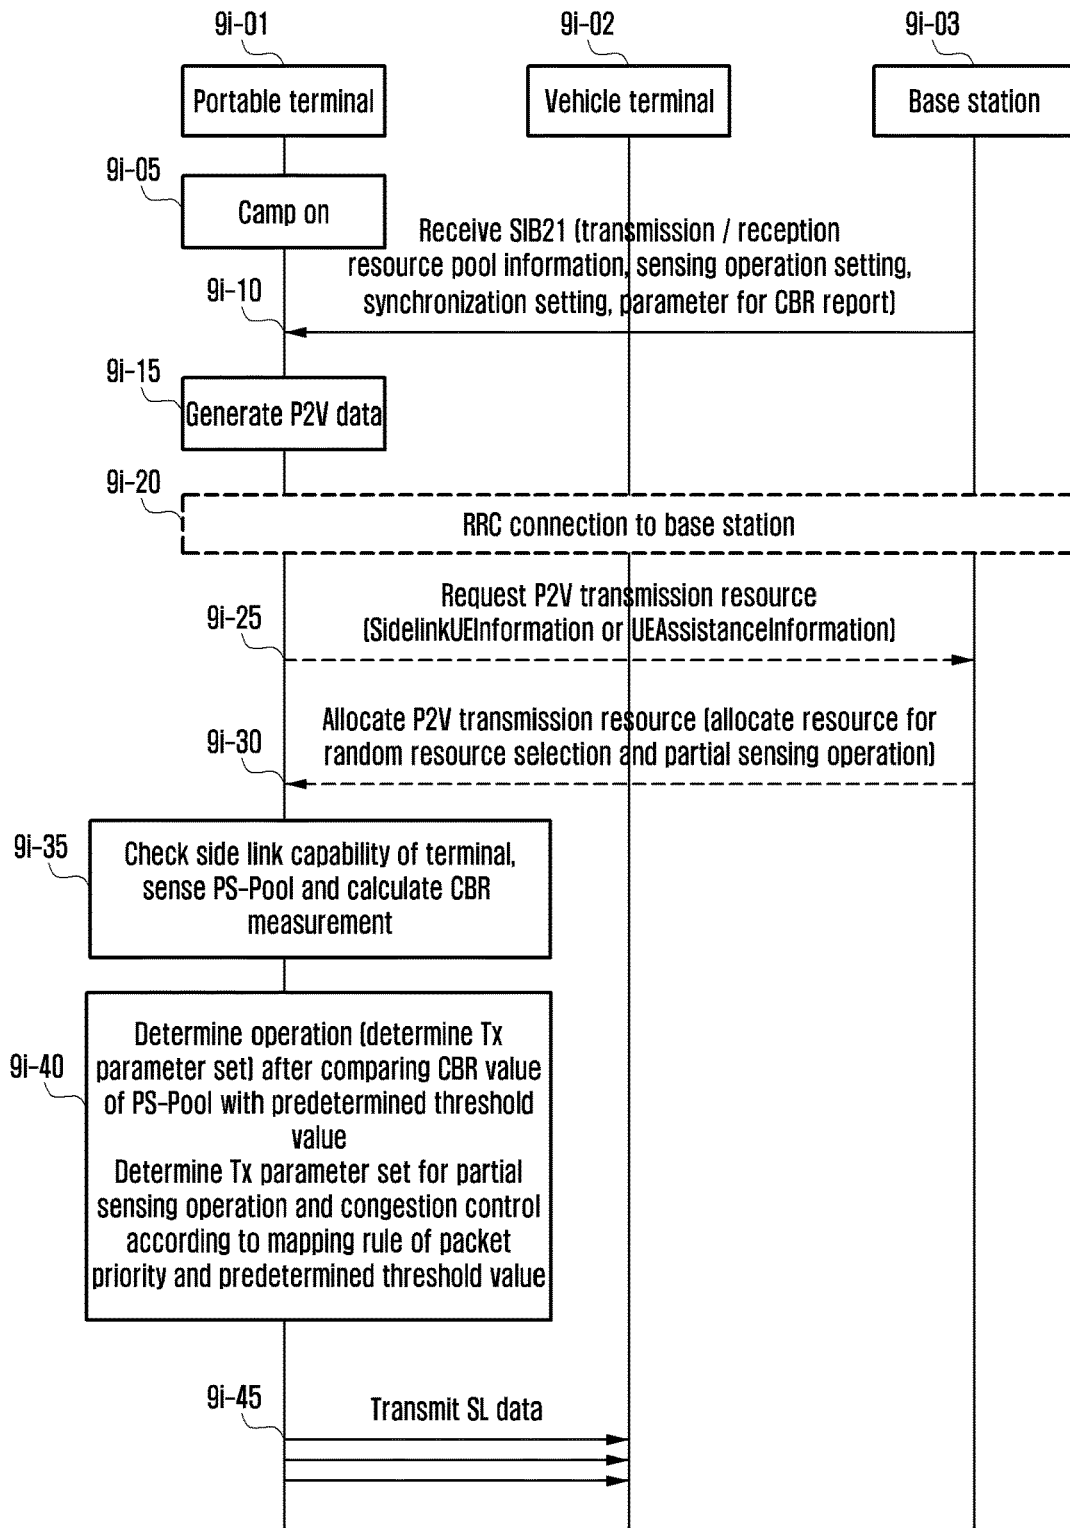 9i-01
9i-02
9i-03
Portable terminal
Vehicle terminal
Base station
9i-05
Camp on
Receive SIB21 (transmission / reception
resource pool information, sensing operation setting,
synchronization setting, parameter for CBR report)
9i-10
9i-15
Generate P2V data
9i-20
RRC connection to base station
Request P2V transmission resource
(SidelinkUEInformation or UEAssistanceInformation)
9i-25
Allocate P2V transmission resource (allocate resource for
random resource selection and partial sensing operation)
9i-30
9i-35
Check side link capability of terminal,
sense PS-Pool and calculate CBR
measurement
9i-40
Determine operation (determine Tx
parameter set) after comparing CBR value
of PS-Pool with predetermined threshold
value
Determine Tx parameter set for partial
sensing operation and congestion control
according to mapping rule of packet
priority and predetermined threshold value
9i-45
Transmit SL data